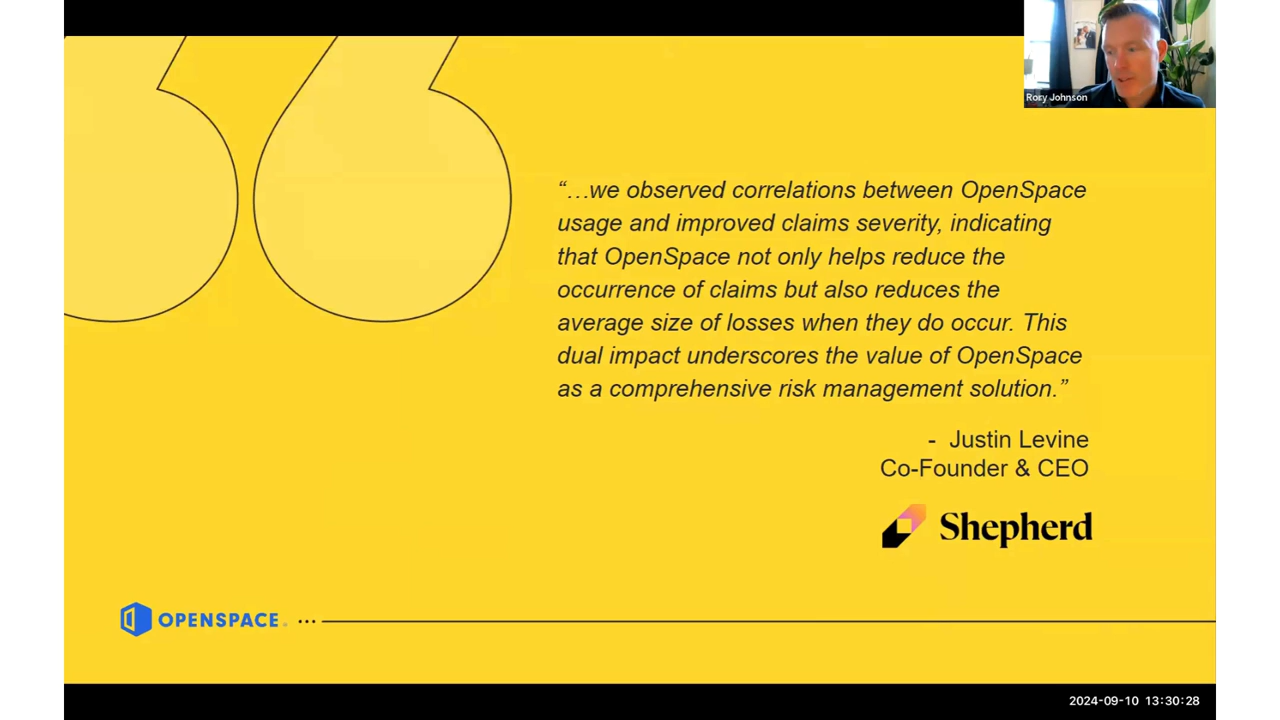 Rory Johnson
“…we observed correlations between OpenSpace
usage and improved claims severity, indicating
that OpenSpace not only helps reduce the
occurrence of claims but also reduces the
average size of losses when they do occur. This
dual impact underscores the value of OpenSpace
as a comprehensive risk management solution.”
- Justin Levine
Co-Founder & CEO
Shepherd
OPENSPACE
2024-09-10 13:30:28